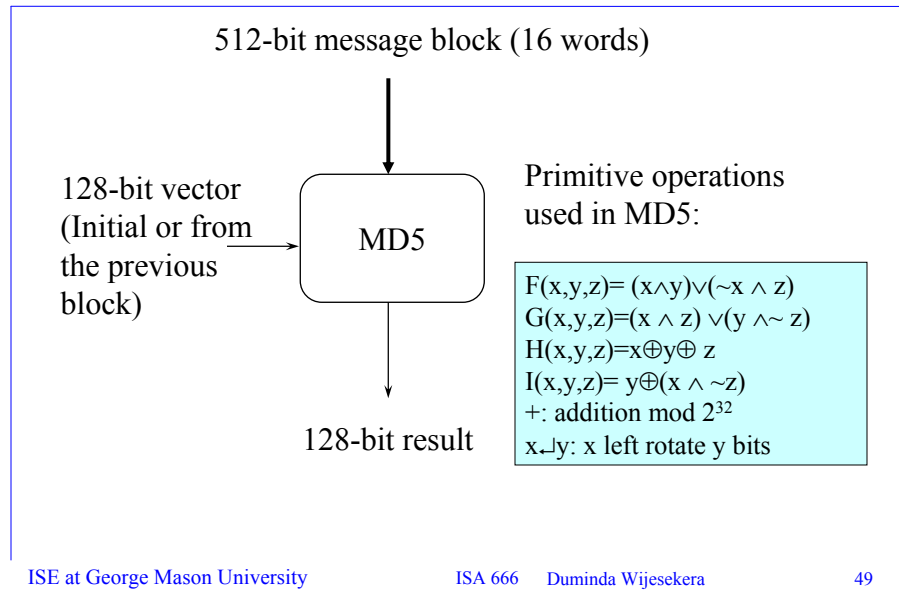 512-bit message block (16 words)
128-bit vector
(Initial or from
the previous
block)
MD5
128-bit result
Primitive operations
used in MD5:
F(x,y,z)= (x∧y)∨(~x ∧ z)
G(x,y,z)=(x ∧ z) ∨(y ∧~ z)
H(x,y,z)=x⊕y⊕ z
I(x,y,z)= y⊕(x ∧ ~z)
+: addition mod 2³²
x↵y: x left rotate y bits
ISE at George Mason University ISA 666 Duminda Wijesekera 49